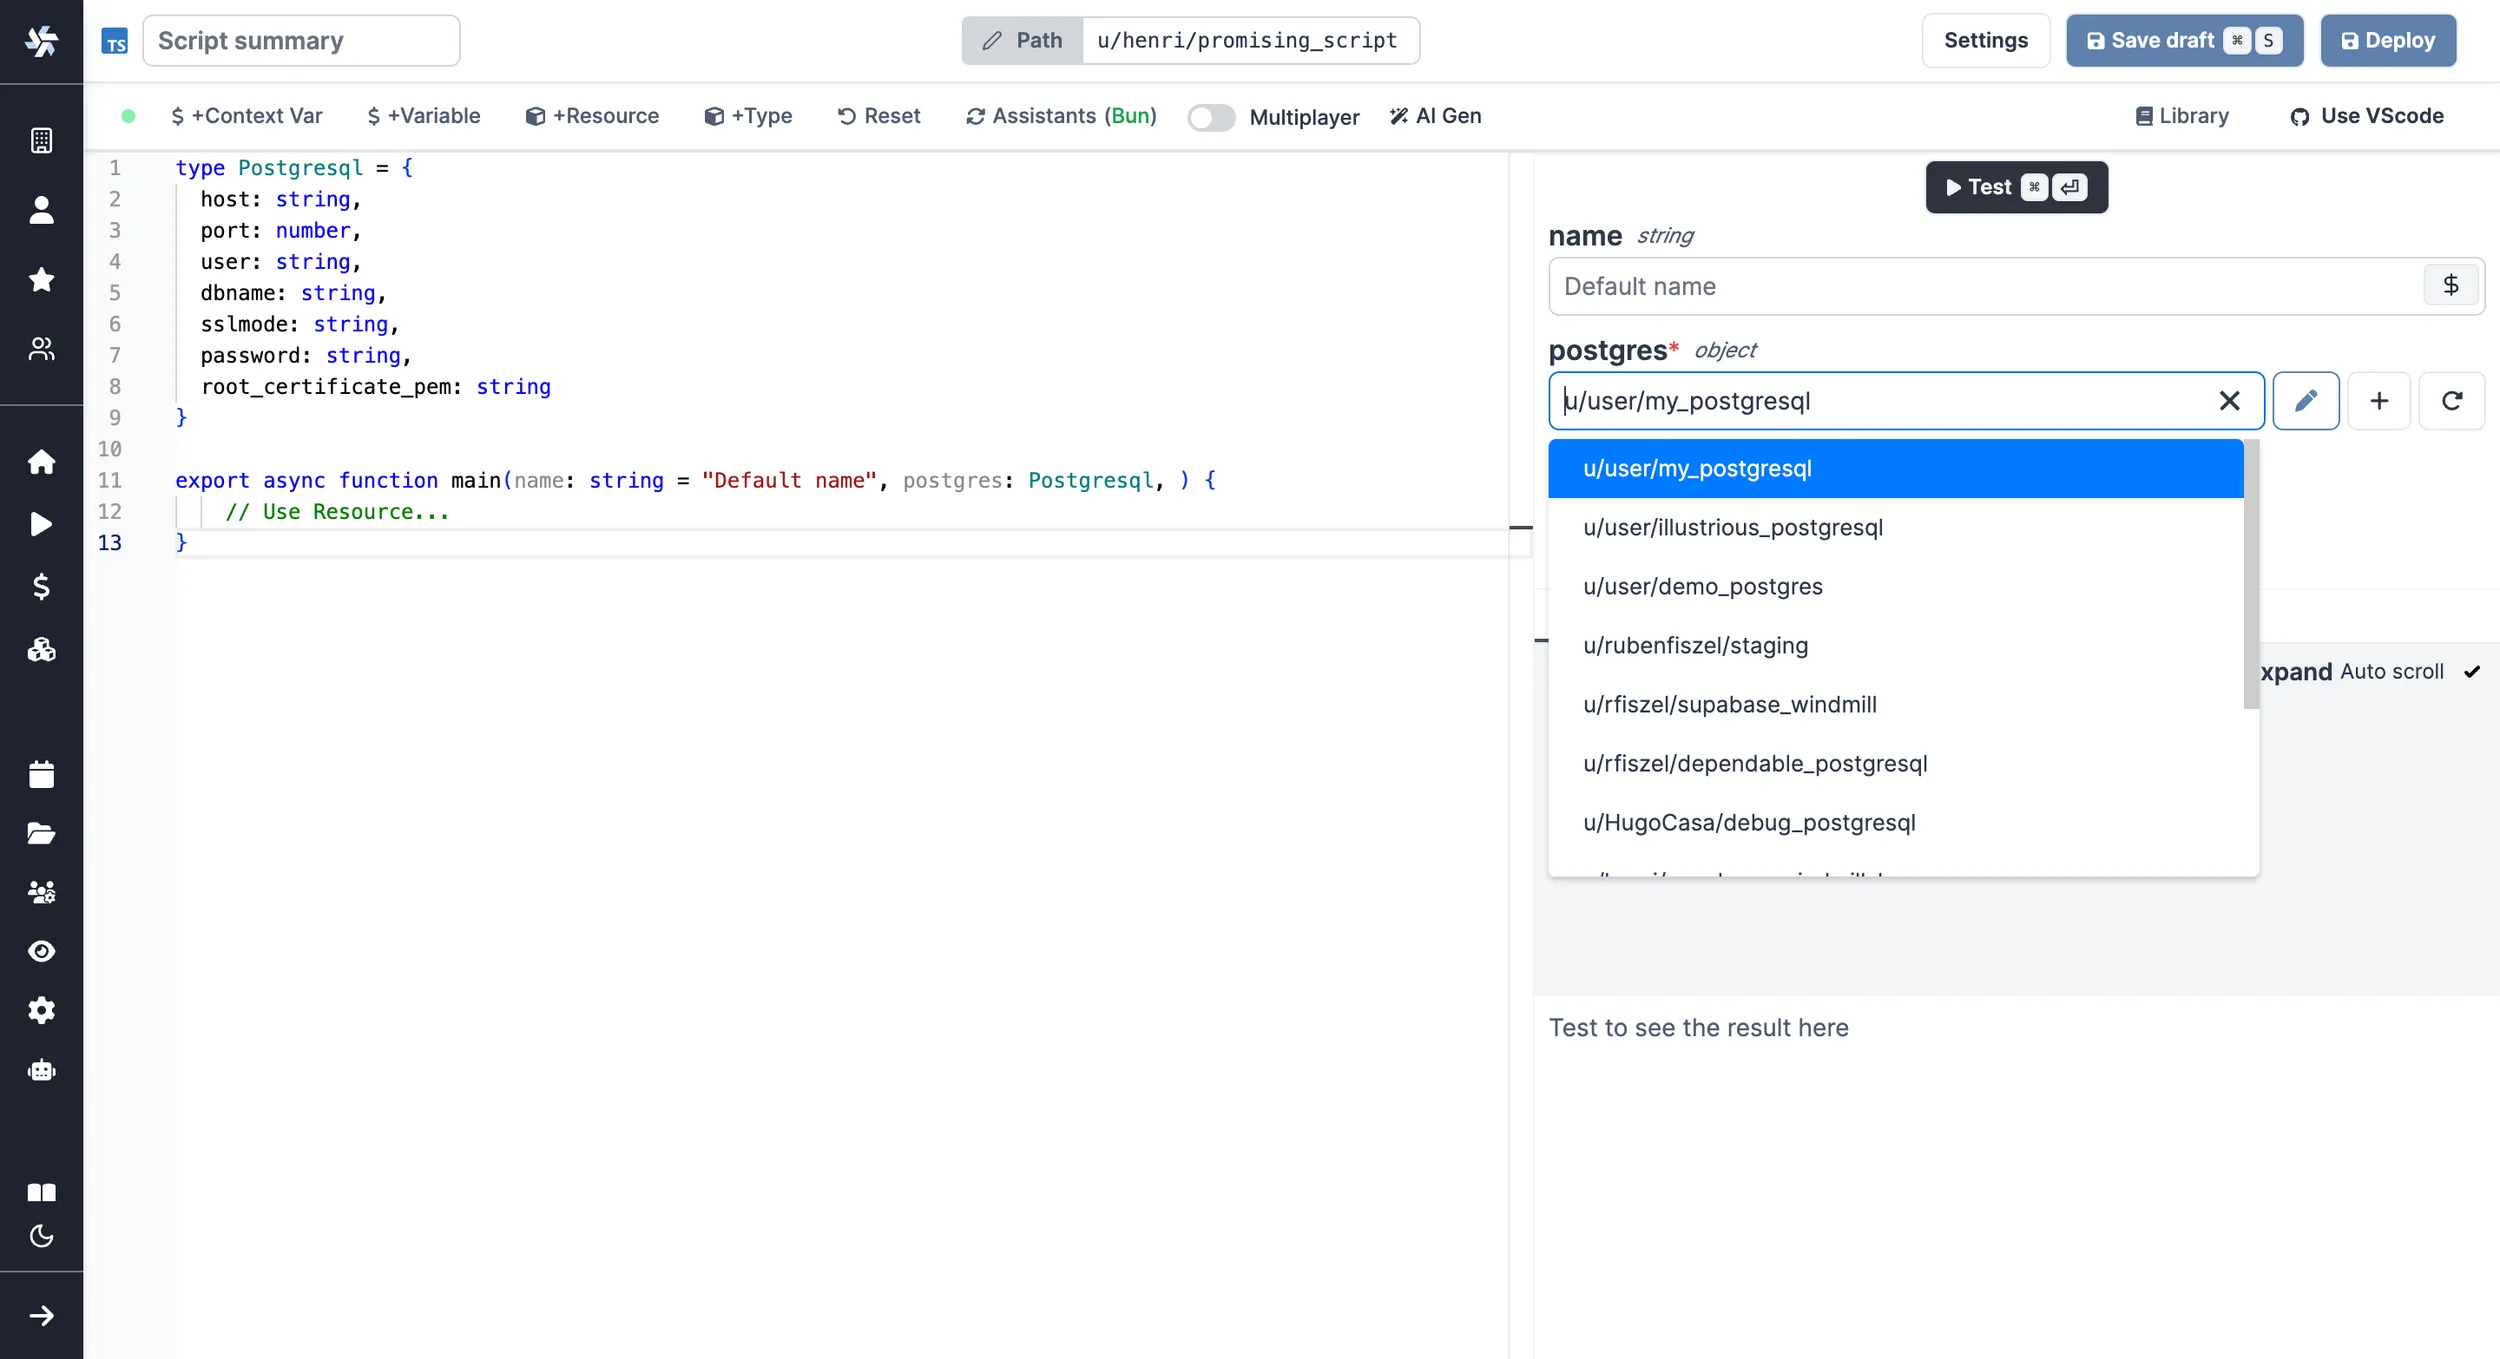 TS Script summary Path u/henri/promising_script Settings Save draft ⌘ S Deploy
$ +Context Var $ +Variable +Resource +Type Reset Assistants (Bun) Multiplayer AI Gen Library Use VScode
1 type Postgresql = {
2 host: string,
3 port: number,
4 user: string,
5 dbname: string,
6 sslmode: string,
7 password: string,
8 root_certificate_pem: string
9 }
10
11 export async function main(name: string = "Default name", postgres: Postgresql, ) {
12 // Use Resource...
13 }
Test ⌘ ⏎
name string
Default name $
postgres* object
u/user/my_postgresql
u/user/my_postgresql
u/user/illustrious_postgresql
u/user/demo_postgres
u/rubenfiszel/staging
u/rfiszel/supabase_windmill
u/rfiszel/dependable_postgresql
u/HugoCasa/debug_postgresql
xpand Auto scroll
Test to see the result here